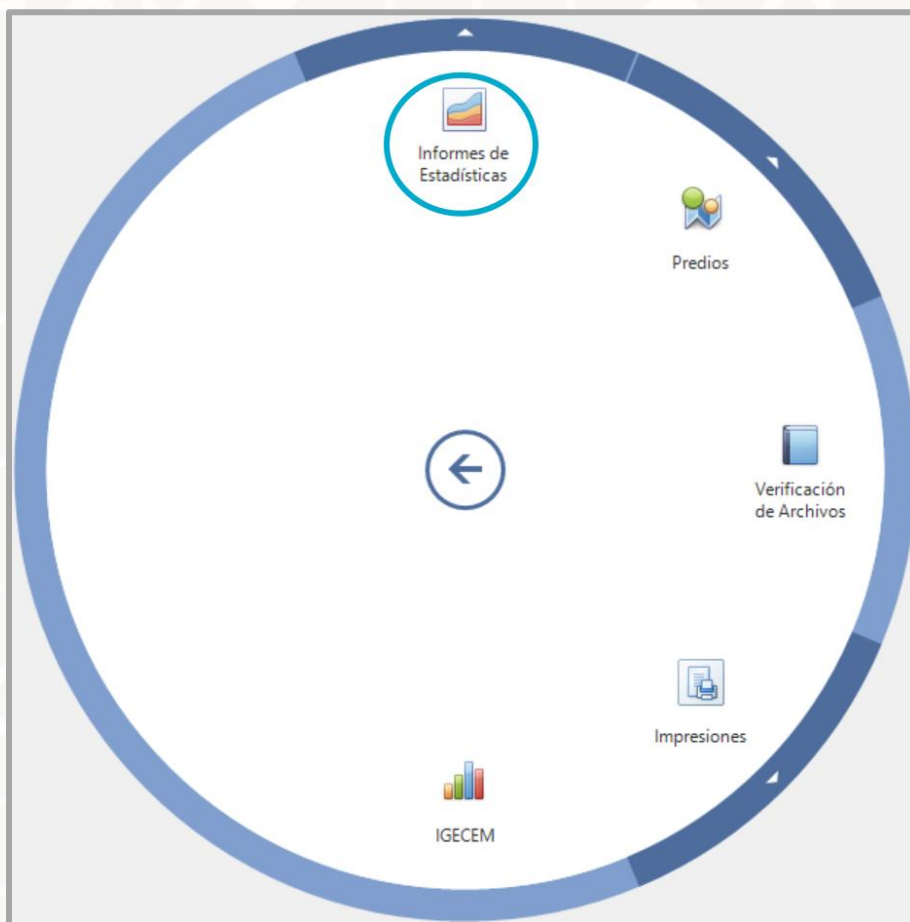 Informes de
Estadísticas
Predios
Verificación
de Archivos
Impresiones
IGECEM